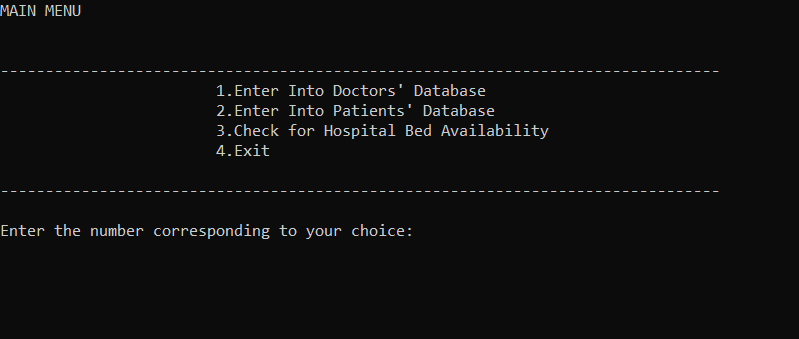 MAIN MENU
--------------------------------------------------------------------------------
1.Enter Into Doctors' Database
2.Enter Into Patients' Database
3.Check for Hospital Bed Availability
4.Exit
--------------------------------------------------------------------------------
Enter the number corresponding to your choice: